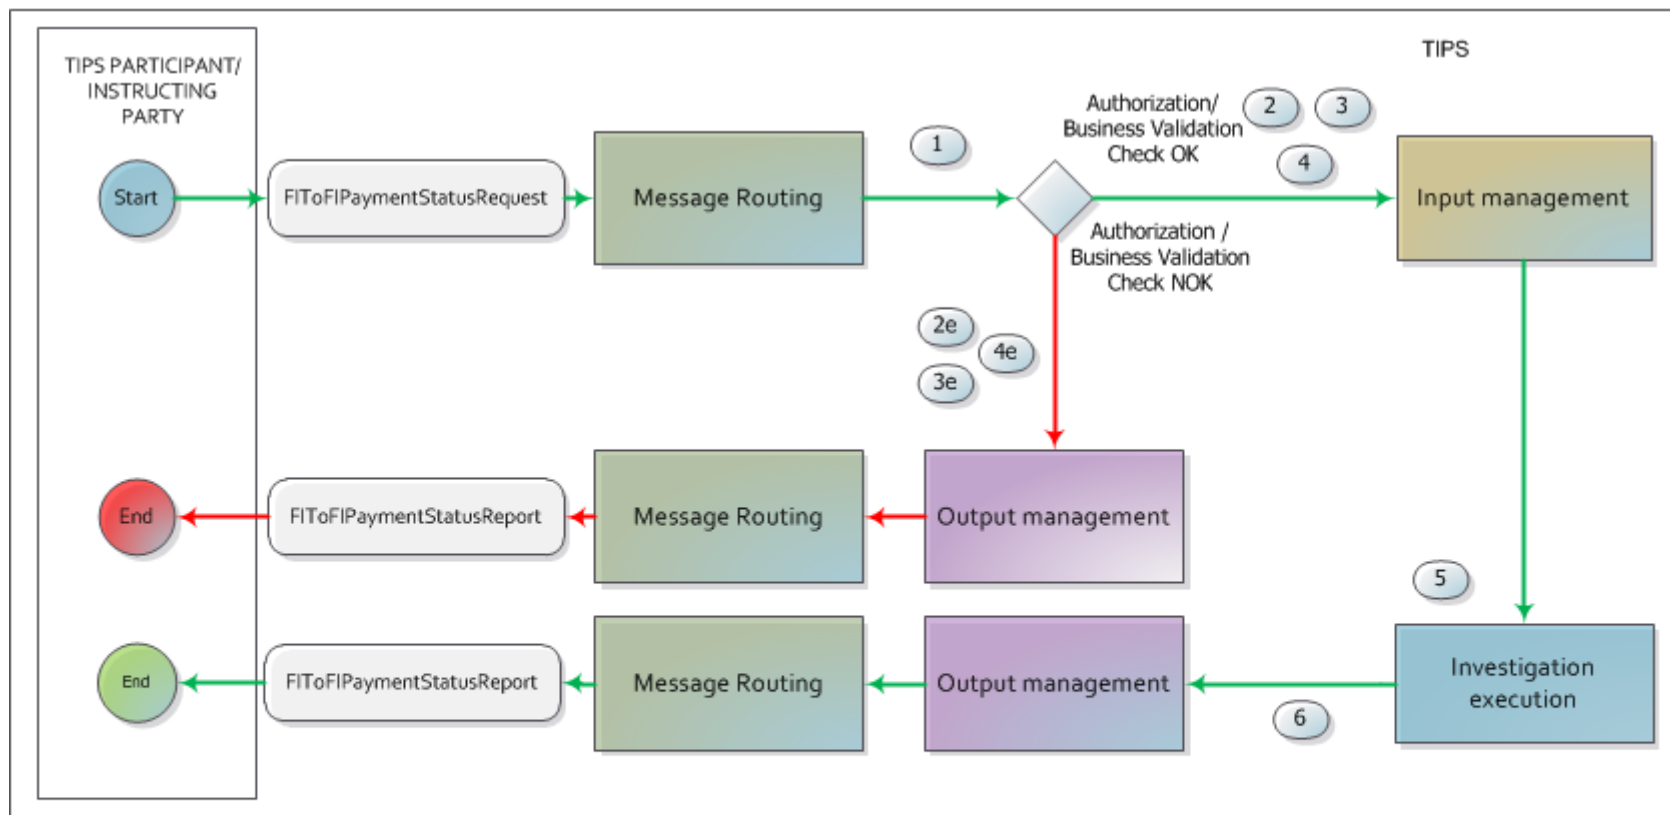 TIPS PARTICIPANT/
INSTRUCTING
PARTY
TIPS
Start
FIToFIPaymentStatusRequest
Message Routing
1
Authorization/
Business Validation
Check OK
2
3
4
Input management
Authorization /
Business Validation
Check NOK
2e
4e
3e
End
FIToFIPaymentStatusReport
Message Routing
Output management
5
End
FIToFIPaymentStatusReport
Message Routing
Output management
6
Investigation
execution